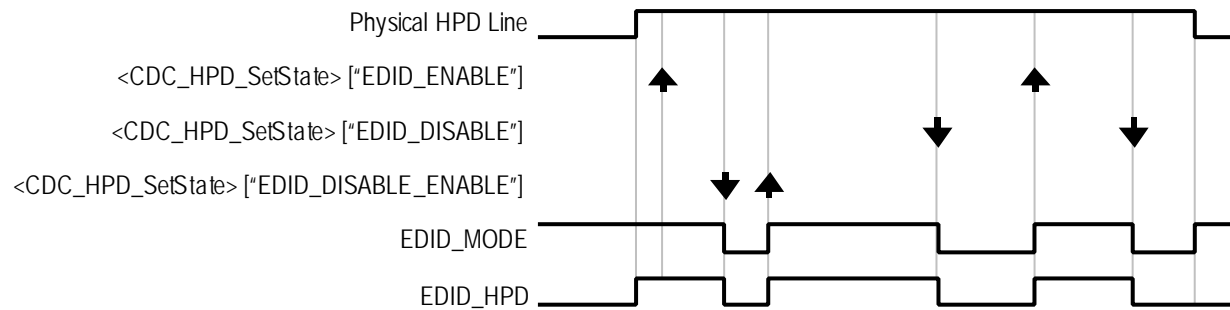 Physical HPD Line
<CDC_HPD_SetState> ["EDID_ENABLE"]
<CDC_HPD_SetState> ["EDID_DISABLE"]
<CDC_HPD_SetState> ["EDID_DISABLE_ENABLE"]
EDID_MODE
EDID_HPD